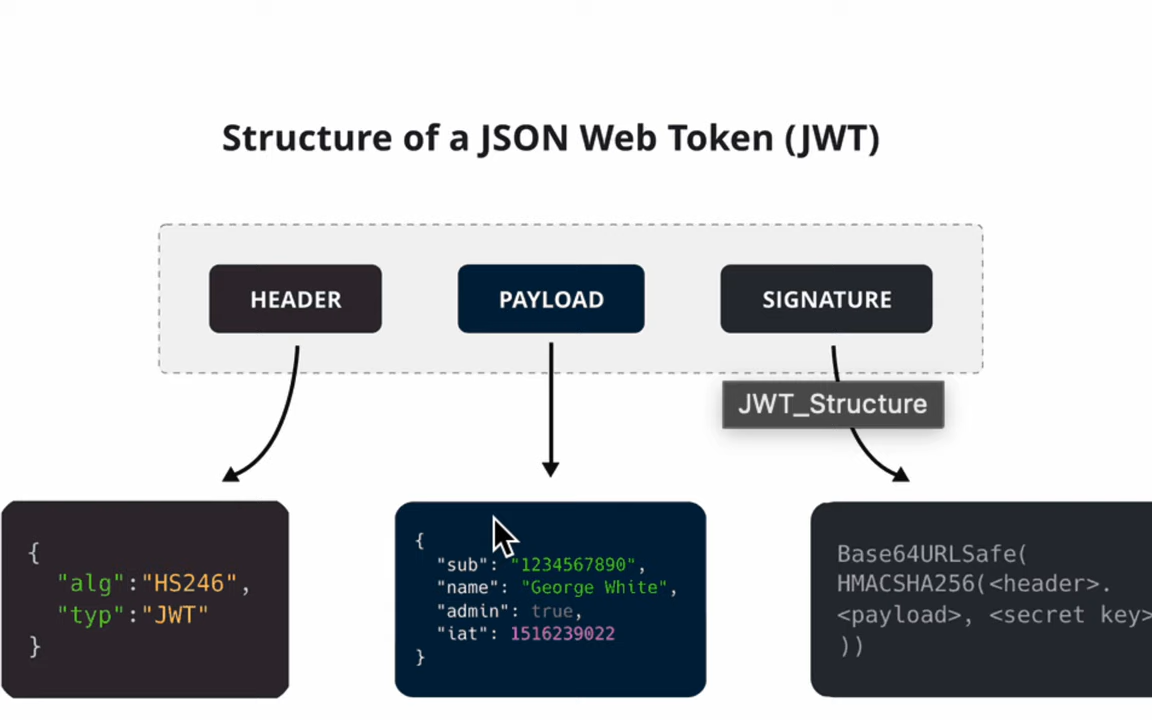 Structure of a JSON Web Token (JWT)
HEADER
PAYLOAD
SIGNATURE
JWT_Structure
{
"alg":"HS246",
"typ":"JWT"
}
{
"sub": "1234567890",
"name": "George White",
"admin": true,
"iat": 1516239022
}
Base64URLSafe(
HMACSHA256(<header>.
<payload>, <secret key>
))